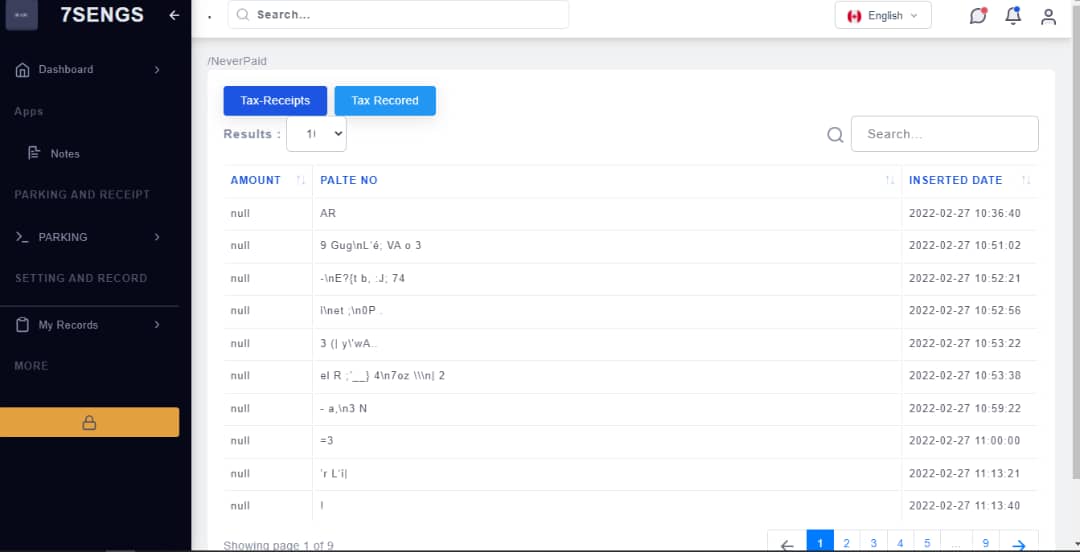 7SENGS
Search...
English
/NeverPaid
Dashboard
Tax-Receipts
Tax Recored
Apps
Results :
Search...
Notes
AMOUNT PALTE NO INSERTED DATE
PARKING AND RECEIPT
null AR 2022-02-27 10:36:40
PARKING
null 9 Gug\nL'é; VA o 3 2022-02-27 10:51:02
SETTING AND RECORD
null -\nE?{t b, :J; 74 2022-02-27 10:52:21
null l\net ;\n0P . 2022-02-27 10:52:56
My Records
null 3 (| y\'wA.. 2022-02-27 10:53:22
MORE
null el R ;'__} 4\n7oz \\\n| 2 2022-02-27 10:53:38
null - a,\n3 N 2022-02-27 10:59:22
null =3 2022-02-27 11:00:00
null 'r L'i| 2022-02-27 11:13:21
null ! 2022-02-27 11:13:40
Showing page 1 of 9
1 2 3 4 5 ... 9